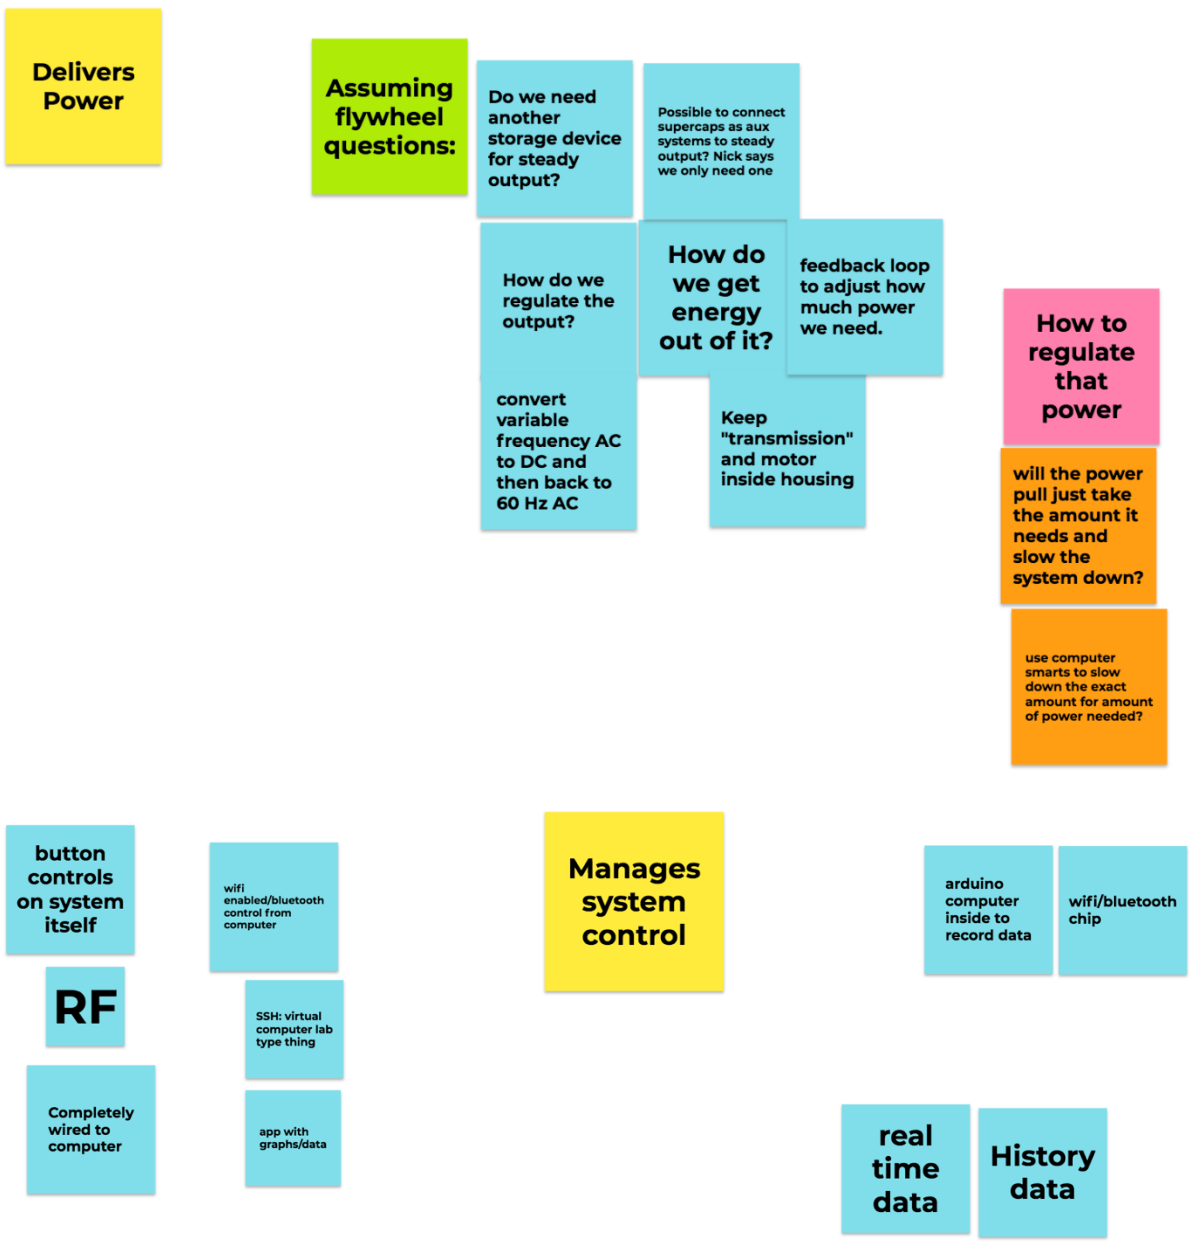 Delivers
Power
Assuming
flywheel
questions:
Do we need
another
storage device
for steady
output?
Possible to connect
supercaps as aux
systems to steady
output? Nick says
we only need one
How do we
regulate the
output?
How do
we get
energy
out of it?
feedback loop
to adjust how
much power
we need.
convert
variable
frequency AC
to DC and
then back to
60 Hz AC
Keep
"transmission"
and motor
inside housing
How to
regulate
that
power
will the power
pull just take
the amount it
needs and
slow the
system down?
use computer
smarts to slow
down the exact
amount for amount
of power needed?
button
controls
on system
itself
wifi
enabled/bluetooth
control from
computer
RF
SSH: virtual
computer lab
type thing
Completely
wired to
computer
app with
graphs/data
Manages
system
control
arduino
computer
inside to
record data
wifi/bluetooth
chip
real
time
data
History
data